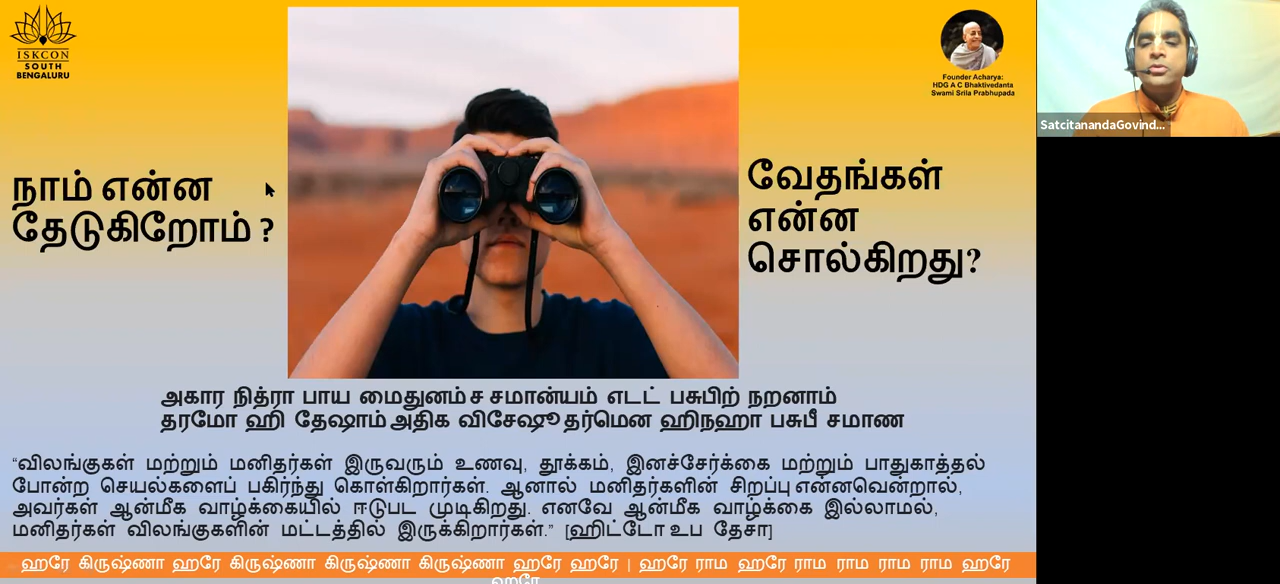 ISKCON
SOUTH
BENGALURU
Founder Acharya:
HDG A C Bhaktivedanta
Swami Srila Prabhupada
SatcitanandaGovind...
நாம் என்ன
தேடுகிறோம் ?
வேதங்கள்
என்ன
சொல்கிறது?
அகார நித்ரா பாய மைதுனம் ச சமான்யம் எடட் பசுபிற் நறனாம்
தரமோ ஹி தேஷாம் அதிக விசேஷூ தர்மென ஹிநஹா பசுபீ சமாண
“விலங்குகள் மற்றும் மனிதர்கள் இருவரும் உணவு, தூக்கம், இனச்சேர்க்கை மற்றும் பாதுகாத்தல்
போன்ற செயல்களைப் பகிர்ந்து கொள்கிறார்கள். ஆனால் மனிதர்களின் சிறப்பு என்னவென்றால்,
அவர்கள் ஆன்மீக வாழ்க்கையில் ஈடுபட முடிகிறது. எனவே ஆன்மீக வாழ்க்கை இல்லாமல்,
மனிதர்கள் விலங்குகளின் மட்டத்தில் இருக்கிறார்கள்.” [ஹிட்டோ உப தேசா]
ஹரே கிருஷ்ணா ஹரே கிருஷ்ணா கிருஷ்ணா கிருஷ்ணா ஹரே ஹரே | ஹரே ராம ஹரே ராம ராம ராம ராம ஹரே
ஹரே